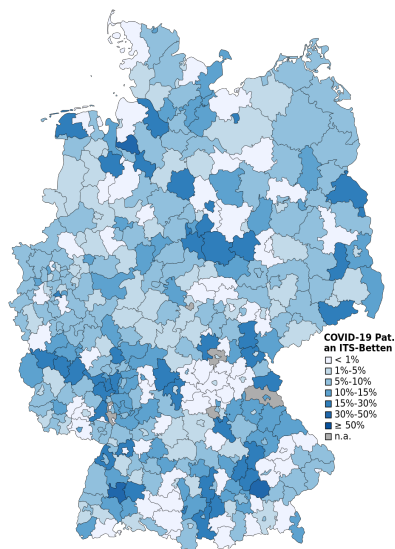 COVID-19 Pat.
an ITS-Betten
< 1%
1%-5%
5%-10%
10%-15%
15%-30%
30%-50%
≥ 50%
n.a.